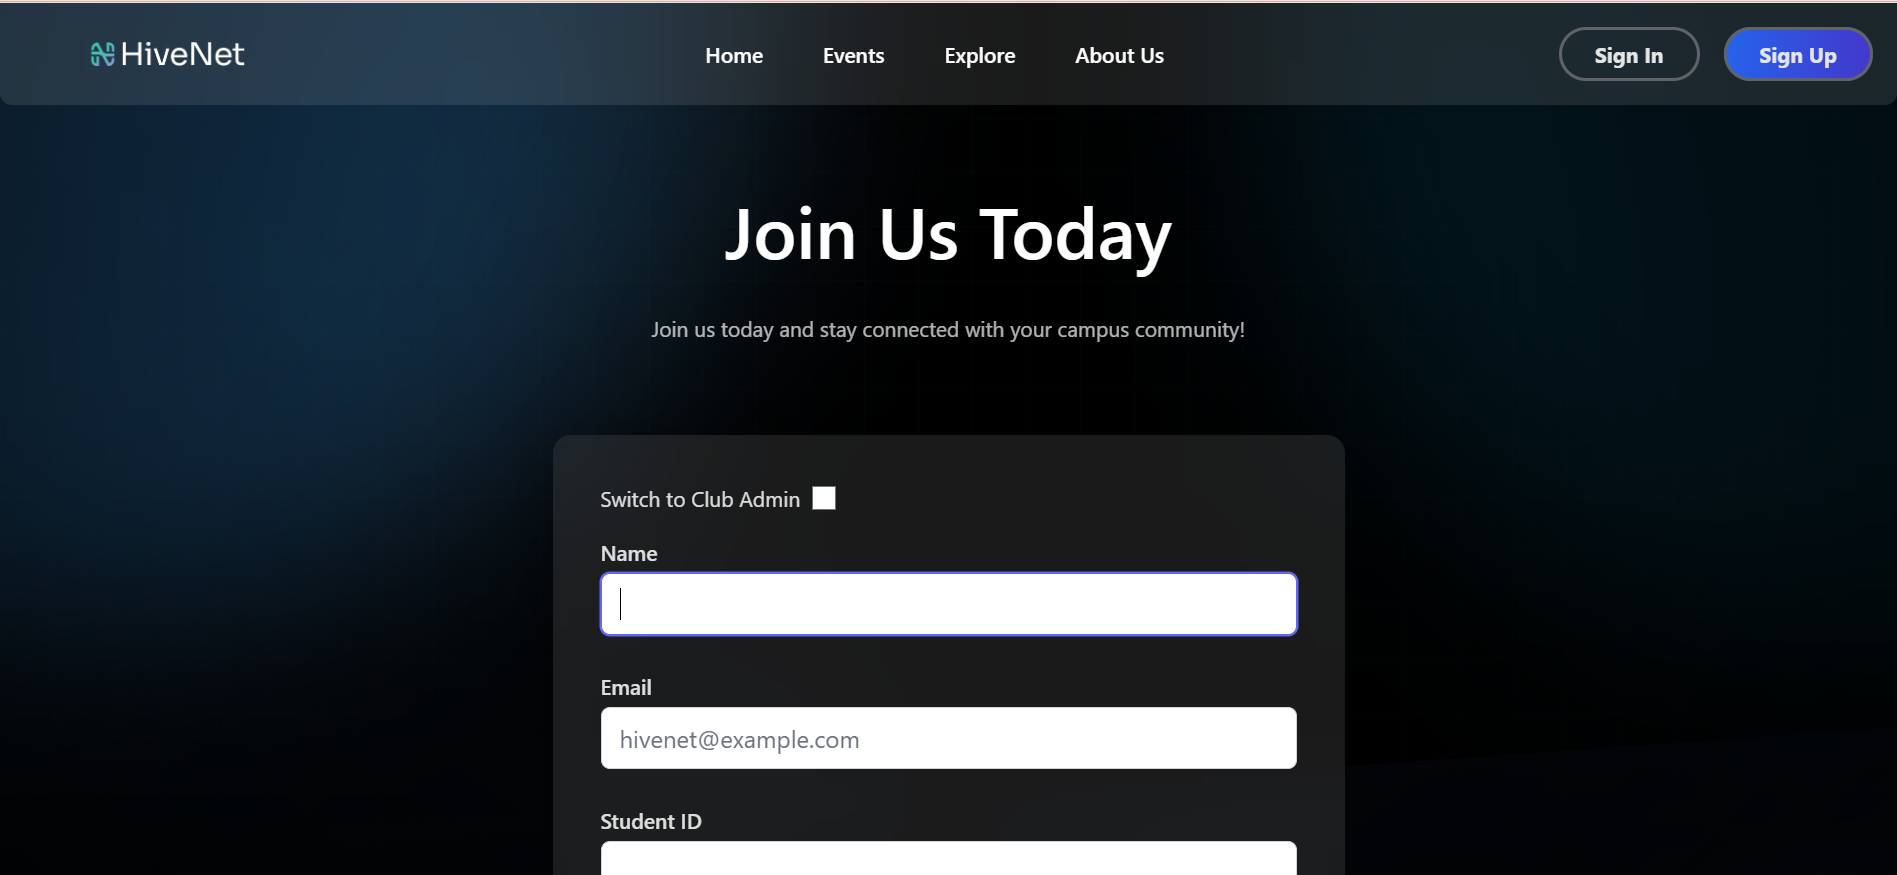 HiveNet
Home Events Explore About Us
Sign In Sign Up
Join Us Today
Join us today and stay connected with your campus community!
Switch to Club Admin
Name
Email
hivenet@example.com
Student ID